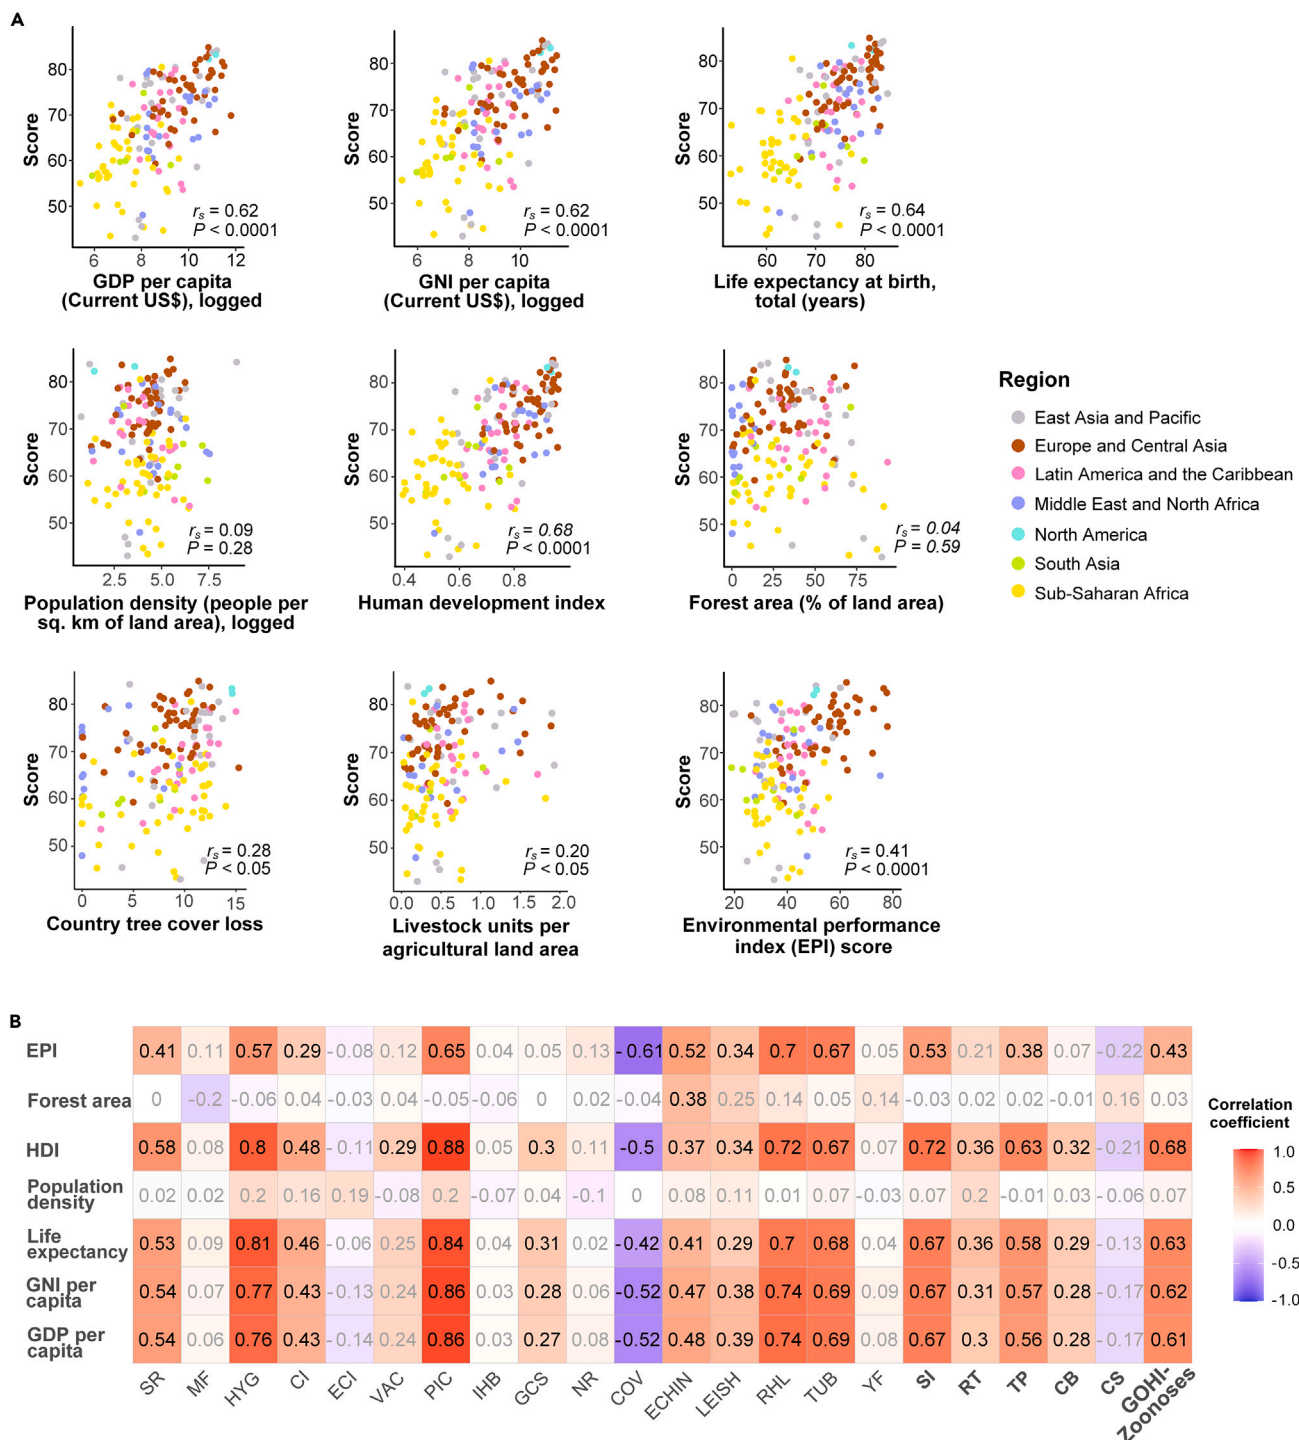 A
Score
80
70
60
50
rs = 0.62
P < 0.0001
6 8 10 12
GDP per capita
(Current US$), logged
Score
80
70
60
50
rs = 0.62
P < 0.0001
6 8 10
GNI per capita
(Current US$), logged
Score
80
70
60
50
rs = 0.64
P < 0.0001
60 70 80
Life expectancy at birth,
total (years)
Score
80
70
60
50
rs = 0.09
P = 0.28
2.5 5.0 7.5
Population density (people per
sq. km of land area), logged
Score
80
70
60
50
rs = 0.68
P < 0.0001
0.4 0.6 0.8
Human development index
Score
80
70
60
50
rs = 0.04
P = 0.59
0 25 50 75
Forest area (% of land area)
Region
East Asia and Pacific
Europe and Central Asia
Latin America and the Caribbean
Middle East and North Africa
North America
South Asia
Sub-Saharan Africa
Score
80
70
60
50
rs = 0.28
P < 0.05
0 5 10 15
Country tree cover loss
Score
80
70
60
50
rs = 0.20
P < 0.05
0.0 0.5 1.0 1.5 2.0
Livestock units per
agricultural land area
Score
80
70
60
50
rs = 0.41
P < 0.0001
20 40 60 80
Environmental performance
index (EPI) score
B
EPI 0.41 0.11 0.57 0.29 -0.08 0.12 0.65 0.04 0.05 0.13 -0.61 0.52 0.34 0.7 0.67 0.05 0.53 0.21 0.38 0.07 -0.22 0.43
Forest area 0 -0.2 -0.06 0.04 -0.03 0.04 -0.05 -0.06 0 0.02 -0.04 0.38 0.25 0.14 0.05 0.14 -0.03 0.02 0.02 -0.01 0.16 0.03
HDI 0.58 0.08 0.8 0.48 -0.11 0.29 0.88 0.05 0.3 0.11 -0.5 0.37 0.34 0.72 0.67 0.07 0.72 0.36 0.63 0.32 -0.21 0.68
Population
density 0.02 0.02 0.2 0.16 0.19 -0.08 0.2 -0.07 0.04 -0.1 0 0.08 0.11 0.01 0.07 -0.03 0.07 0.2 -0.01 0.03 -0.06 0.07
Life
expectancy 0.53 0.09 0.81 0.46 -0.06 0.25 0.84 0.04 0.31 0.02 -0.42 0.41 0.29 0.7 0.68 0.04 0.67 0.36 0.58 0.29 -0.13 0.63
GNI per
capita 0.54 0.07 0.77 0.43 -0.13 0.24 0.86 0.03 0.28 0.06 -0.52 0.47 0.38 0.74 0.69 0.09 0.67 0.31 0.57 0.28 -0.17 0.62
GDP per
capita 0.54 0.06 0.76 0.43 -0.14 0.24 0.86 0.03 0.27 0.08 -0.52 0.48 0.39 0.74 0.69 0.08 0.67 0.3 0.56 0.28 -0.17 0.61
SR MF HYG CI ECI VAC PIC IHB GCS NR COV ECHIN LEISH RHL TUB YF SI RT TP CB CS GOHI-
Zoonoses
Correlation
coefficient
1.0
0.5
0.0
-0.5
-1.0